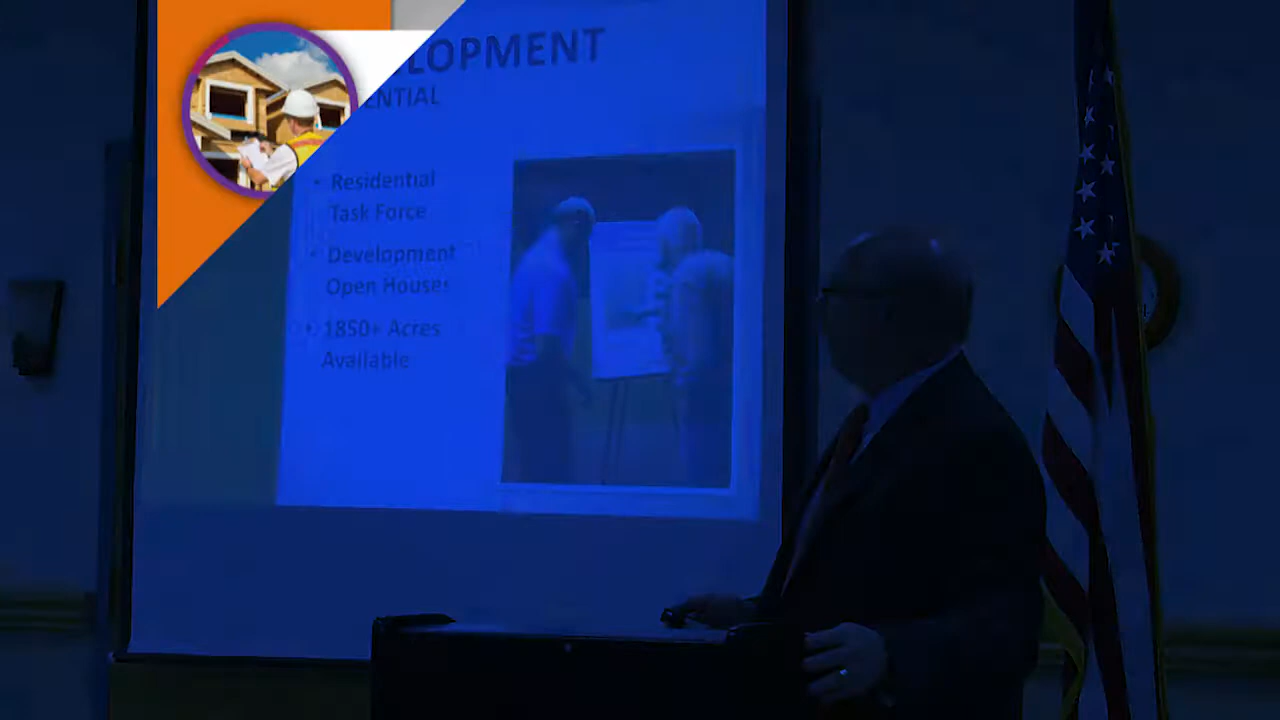 LOPMENT
ENTIAL
• Residential
Task Force
• Development
Open Houses
• 1850+ Acres
Available